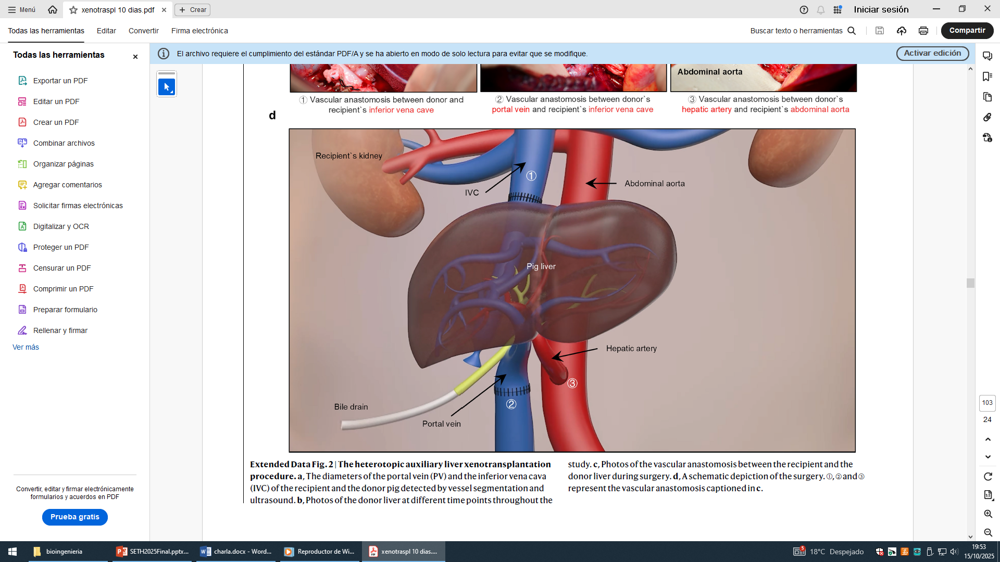 Menú
xenotraspl 10 dias.pdf
Crear
Iniciar sesión
Todas las herramientas
Editar
Convertir
Firma electrónica
Buscar texto o herramientas
Compartir
Todas las herramientas
El archivo requiere el cumplimiento del estándar PDF/A y se ha abierto en modo de solo lectura para evitar que se modifique.
Activar edición
Exportar un PDF
Editar un PDF
Crear un PDF
Combinar archivos
Organizar páginas
Agregar comentarios
Solicitar firmas electrónicas
Digitalizar y OCR
Proteger un PDF
Censurar un PDF
Comprimir un PDF
Preparar formulario
Rellenar y firmar
Ver más
Convertir, editar y firmar electrónicamente
formularios y acuerdos en PDF
Prueba gratis
Abdominal aorta
① Vascular anastomosis between donor and
recipient`s inferior vena cave
② Vascular anastomosis between donor`s
portal vein and recipient`s inferior vena cave
③ Vascular anastomosis between donor`s
hepatic artery and recipient`s abdominal aorta
d
Recipient`s kidney
①
IVC
Abdominal aorta
Pig liver
Hepatic artery
③
②
Bile drain
Portal vein
Extended Data Fig. 2 | The heterotopic auxiliary liver xenotransplantation
procedure. a, The diameters of the portal vein (PV) and the inferior vena cava
(IVC) of the recipient and the donor pig detected by vessel segmentation and
ultrasound. b, Photos of the donor liver at different time points throughout the
study. c, Photos of the vascular anastomosis between the recipient and the
donor liver during surgery. d, A schematic depiction of the surgery. ①, ② and ③
represent the vascular anastomosis captioned in c.
103
24
1:1
bioingenieria
SETH2025Final.pptx...
charla.docx - Word...
Reproductor de Wi...
xenotraspl 10 dias....
5
18°C Despejado
19:53
15/10/2025